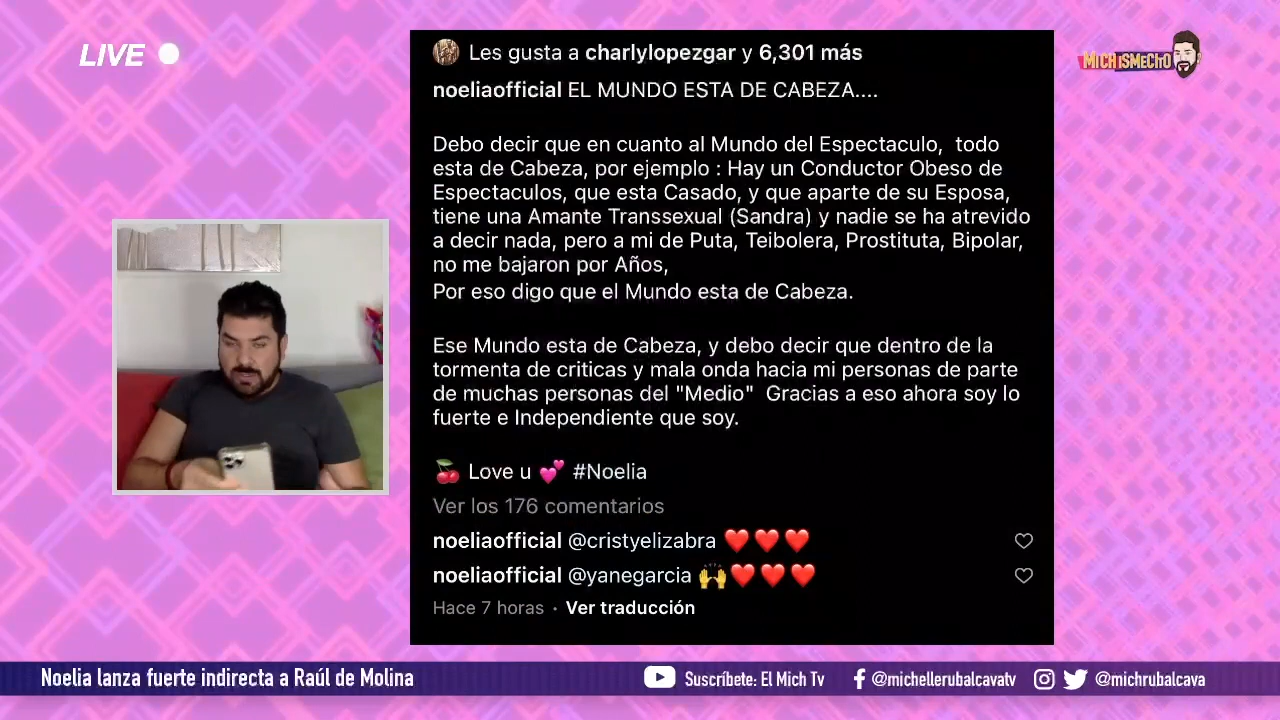 LIVE
MICHISMECITO
Les gusta a charlylopezgar y 6,301 más
noeliaofficial EL MUNDO ESTA DE CABEZA....
Debo decir que en cuanto al Mundo del Espectaculo, todo
esta de Cabeza, por ejemplo : Hay un Conductor Obeso de
Espectaculos, que esta Casado, y que aparte de su Esposa,
tiene una Amante Transsexual (Sandra) y nadie se ha atrevido
a decir nada, pero a mi de Puta, Teibolera, Prostituta, Bipolar,
no me bajaron por Años,
Por eso digo que el Mundo esta de Cabeza.
Ese Mundo esta de Cabeza, y debo decir que dentro de la
tormenta de criticas y mala onda hacia mi personas de parte
de muchas personas del "Medio" Gracias a eso ahora soy lo
fuerte e Independiente que soy.
🍒 Love u 💕 #Noelia
Ver los 176 comentarios
noeliaofficial @cristyelizabra ❤️❤️❤️
noeliaofficial @yanegarcia 🙌❤️❤️❤️
Hace 7 horas · Ver traducción
Noelia lanza fuerte indirecta a Raúl de Molina
Suscríbete: El Mich Tv
@michellerubalcavatv
@michrubalcava